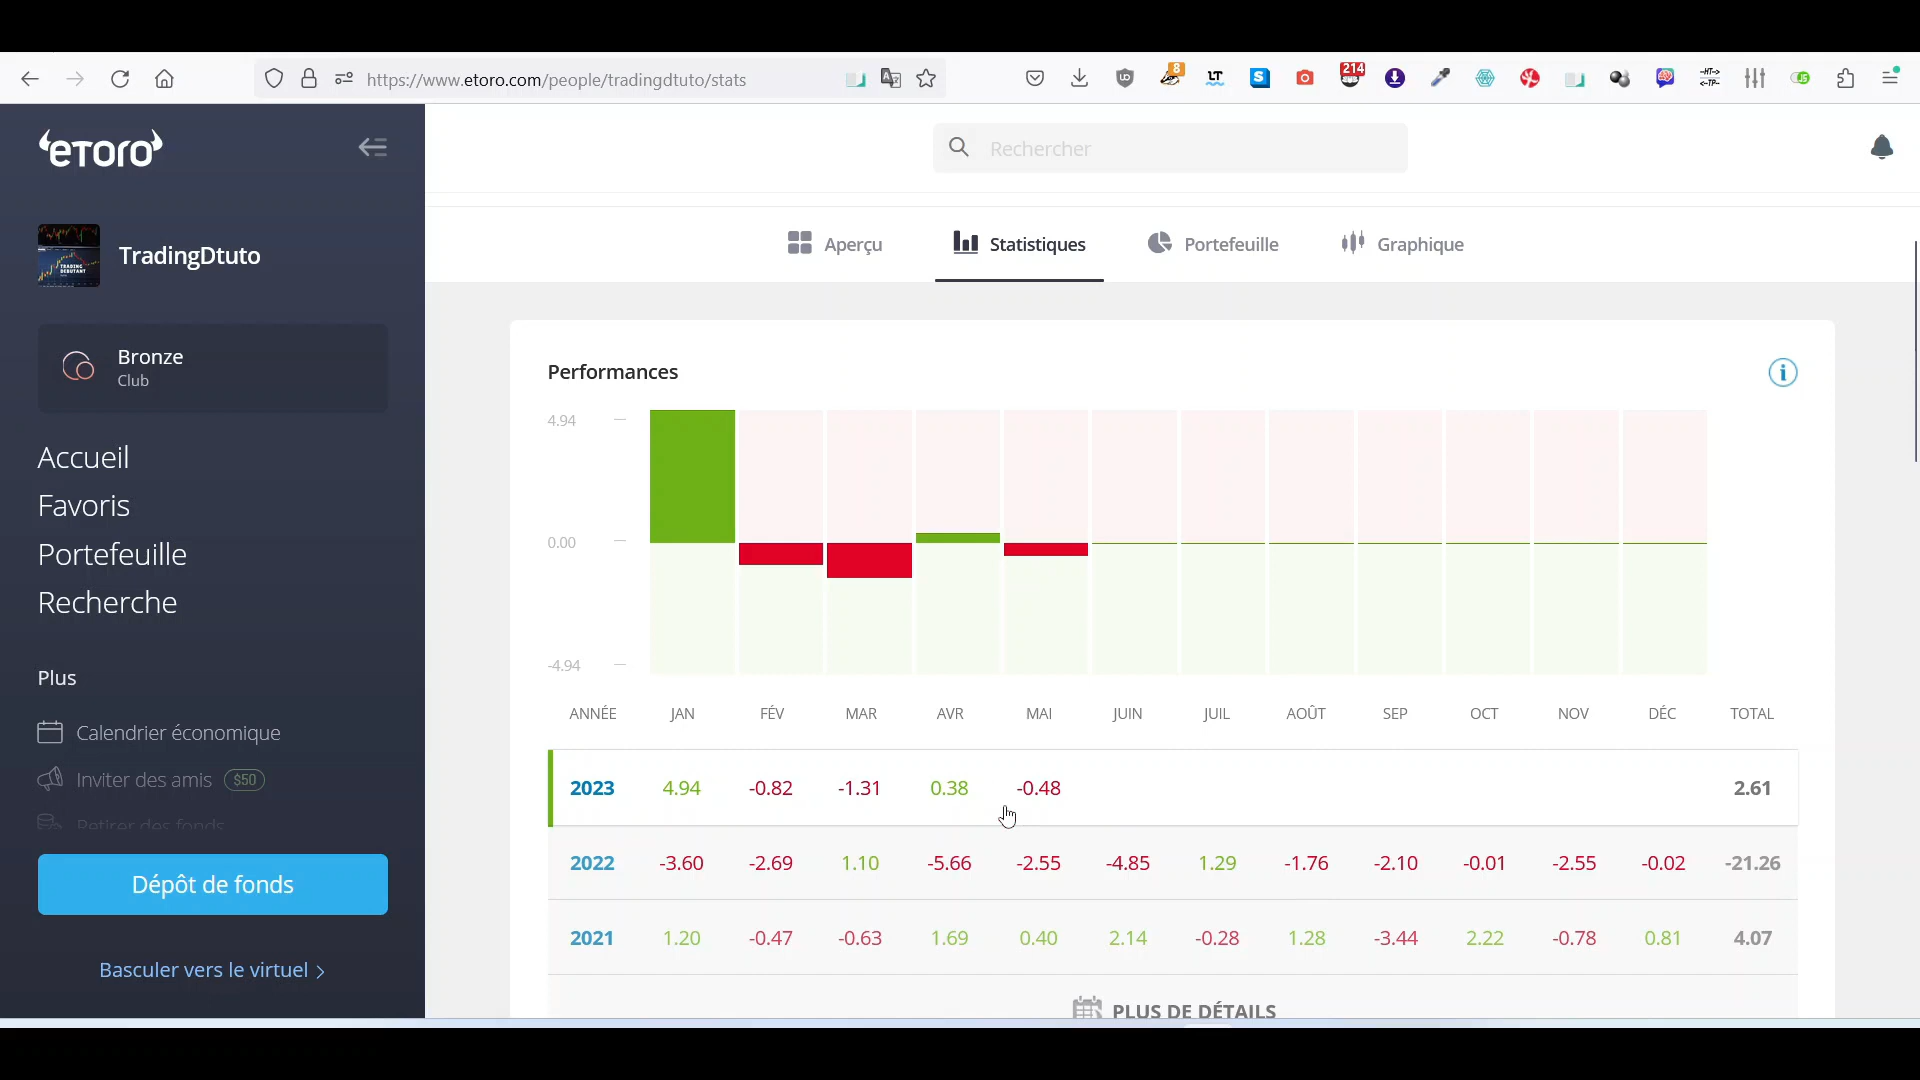 https://www.etoro.com/people/tradingdtuto/stats
8
LT
S
214
eTORO
Rechercher
TradingDtuto
Aperçu
Statistiques
Portefeuille
Graphique
Bronze
Club
Accueil
Favoris
Portefeuille
Recherche
Plus
Calendrier économique
Inviter des amis $50
Retirer des fonds
Dépôt de fonds
Basculer vers le virtuel >
Performances
4.94
0.00
-4.94
ANNÉE JAN FÉV MAR AVR MAI JUIN JUIL AOÛT SEP OCT NOV DÉC TOTAL
2023 4.94 -0.82 -1.31 0.38 -0.48 2.61
2022 -3.60 -2.69 1.10 -5.66 -2.55 -4.85 1.29 -1.76 -2.10 -0.01 -2.55 -0.02 -21.26
2021 1.20 -0.47 -0.63 1.69 0.40 2.14 -0.28 1.28 -3.44 2.22 -0.78 0.81 4.07
PLUS DE DÉTAILS